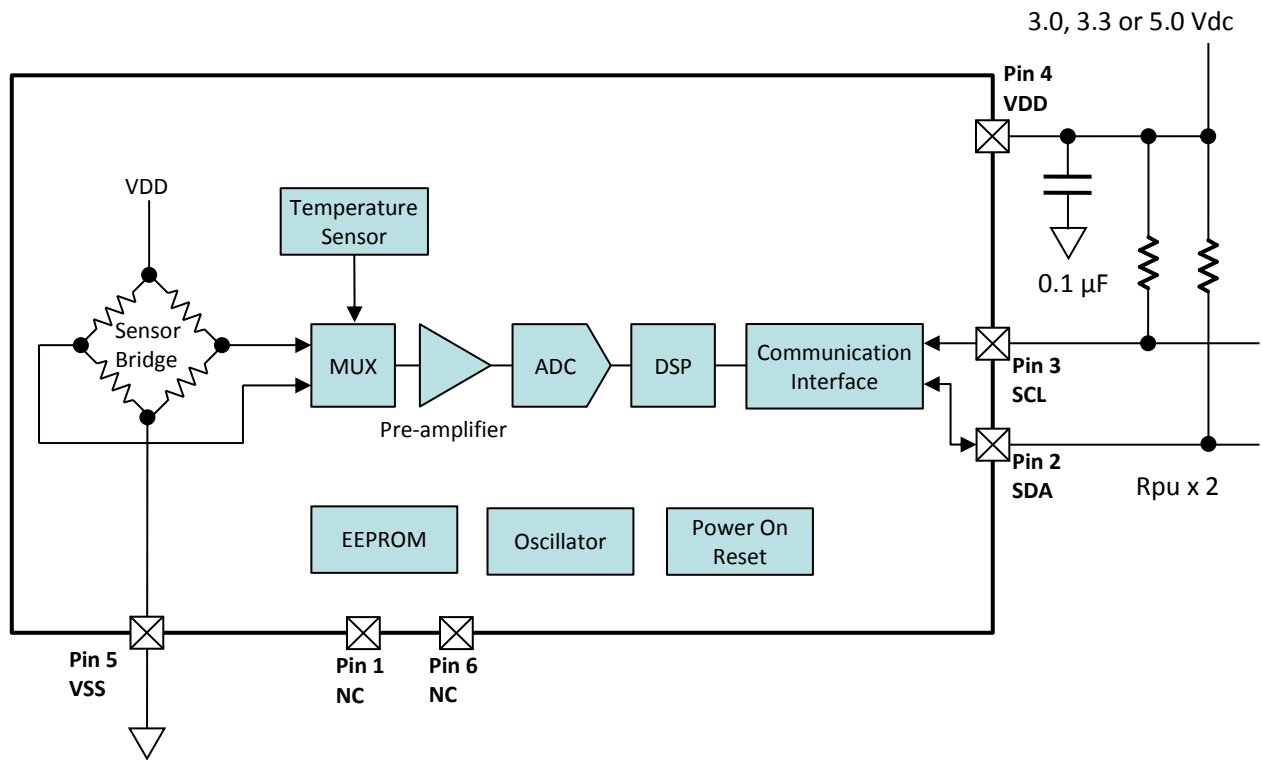 3.0, 3.3 or 5.0 Vdc
Pin 4
VDD
VDD
Temperature
Sensor
0.1 µF
Sensor
Bridge
MUX
ADC
DSP
Communication
Interface
Pre-amplifier
Pin 3
SCL
Pin 2
SDA
Rpu x 2
EEPROM
Oscillator
Power On
Reset
Pin 5
VSS
Pin 1
NC
Pin 6
NC